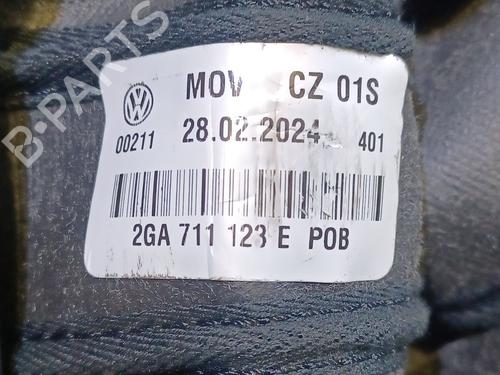 B-PARTS
MOV CZ 01S
00211 28.02.2024 401
2GA 711 123 E POB